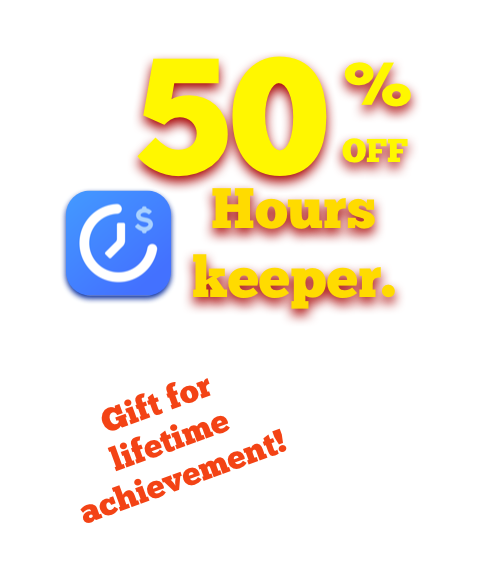 50 %
OFF
Hours
keeper.
$
Gift for
lifetime
achievement!